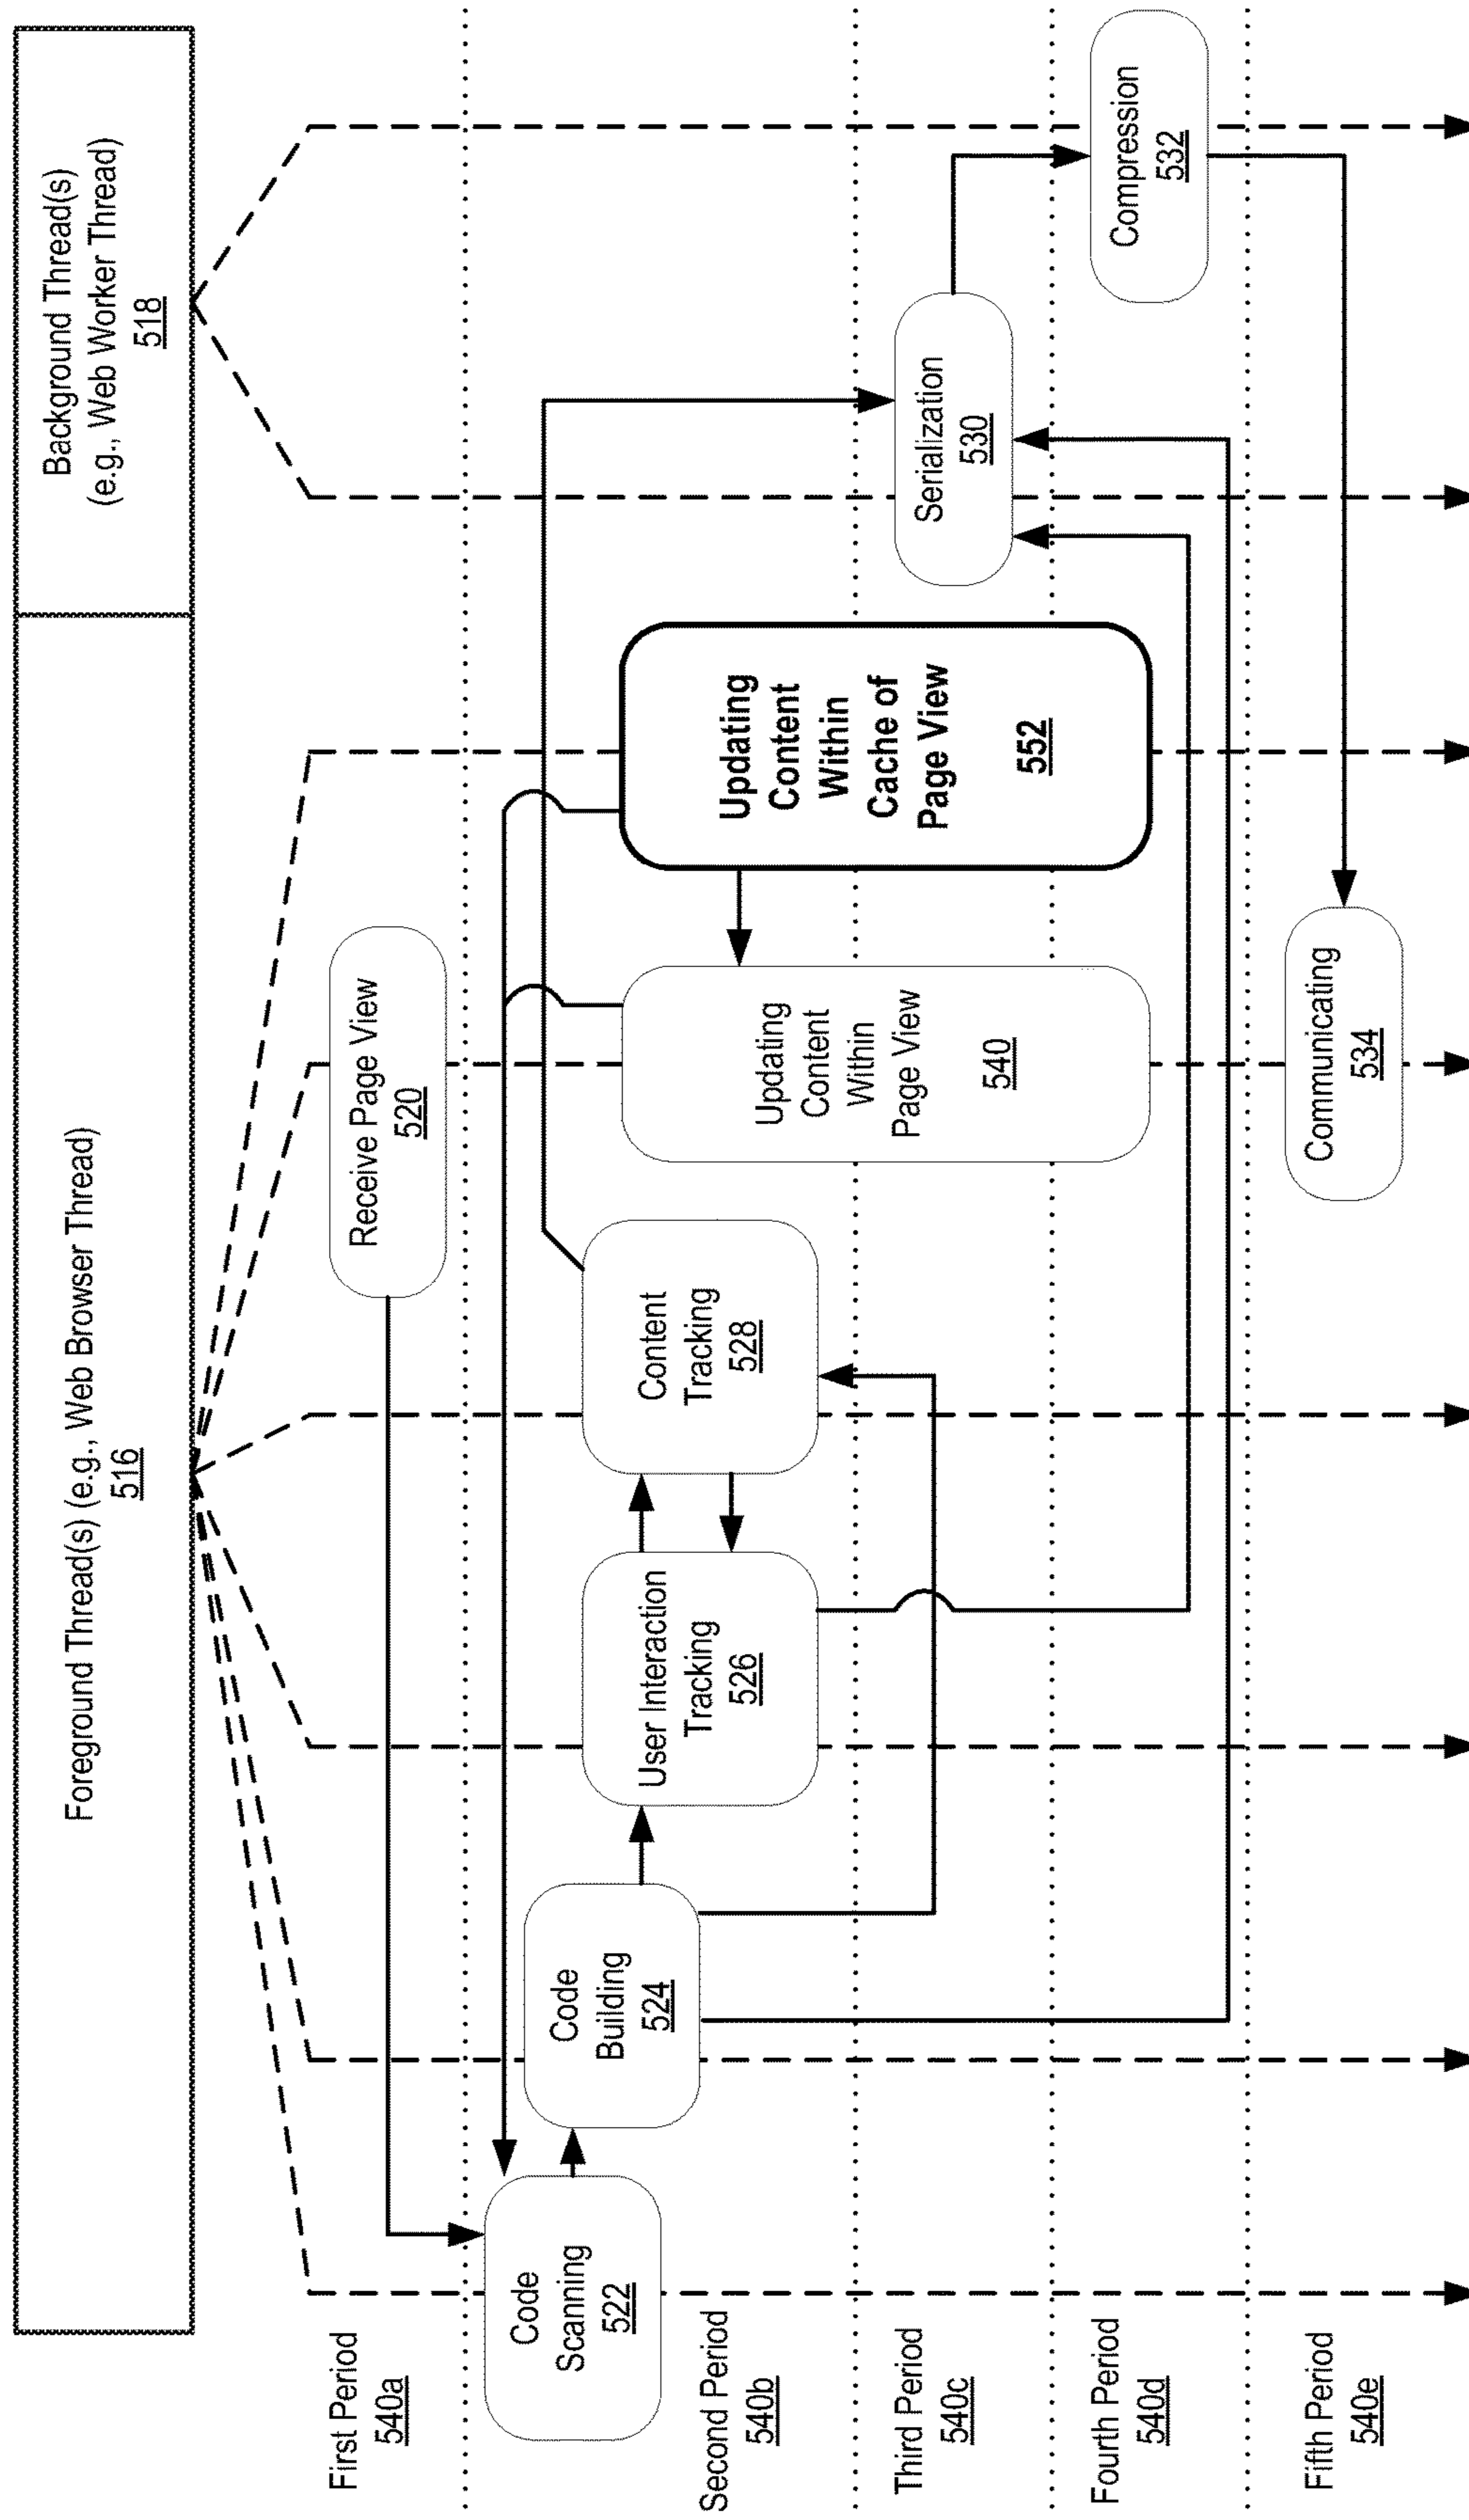 Foreground Thread(s) (e.g., Web Browser Thread)
516
Background Thread(s)
(e.g., Web Worker Thread)
518
First Period
540a
Receive Page View
520
Second Period
540b
Code
Scanning
522
Code
Building
524
User Interaction
Tracking
526
Content
Tracking
528
Updating
Content
Within
Page View
540
Updating
Content
Within
Cache of
Page View
552
Third Period
540c
Serialization
530
Fourth Period
540d
Compression
532
Fifth Period
540e
Communicating
534